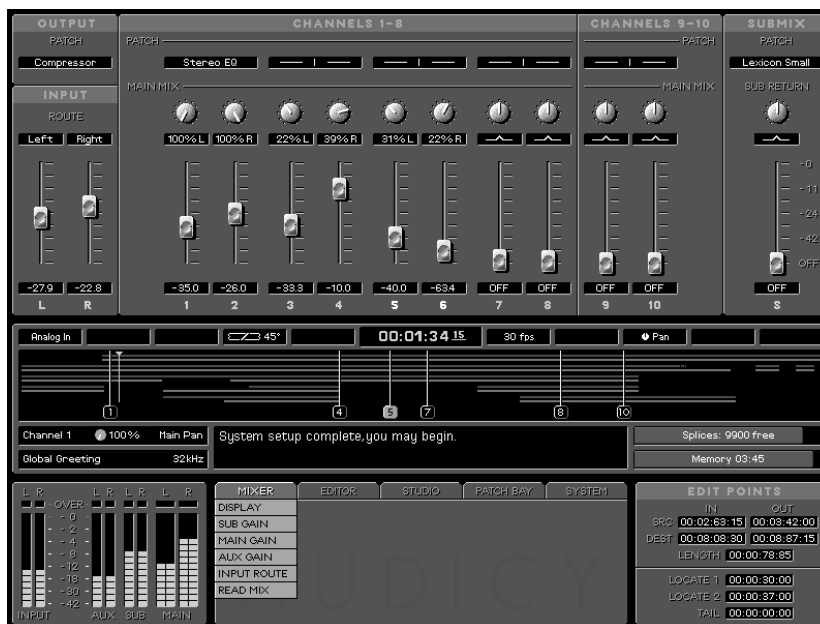 OUTPUT CHANNELS 1-8 CHANNELS 9-10 SUBMIX
PATCH PATCH PATCH PATCH
Compressor Stereo EQ Lexicon Small
INPUT MAIN MIX MAIN MIX SUB RETURN
ROUTE
Left Right 100% L 100% R 22% L 39% R 31% L 22% R
-0
-11
-24
-42
OFF
-27.9 -22.8 -35.0 -26.0 -33.3 -10.0 -40.0 -63.4 OFF OFF OFF OFF OFF
L R 1 2 3 4 5 6 7 8 9 10 S
Analog In 45° 00:01:34 15 30 fps Pan
1 4 5 7 8 10
Channel 1 100% Main Pan System setup complete, you may begin. Splices: 9900 free
Global Greeting 32kHz Memory 03:45
L R L R L R L R MIXER EDITOR STUDIO PATCH BAY SYSTEM EDIT POINTS
OVER DISPLAY IN OUT
- 0 SUB GAIN SRC 00:02:63:15 00:03:42:00
- 2 MAIN GAIN DEST 00:08:08:30 00:08:87:15
- 4 AUX GAIN LENGTH 00:00:78:85
- 8 INPUT ROUTE LOCATE 1 00:00:30:00
-12 READ MIX LOCATE 2 00:00:37:00
-18 TAIL 00:00:00:00
-30
-42
INPUT AUX SUB MAIN
AUDICY